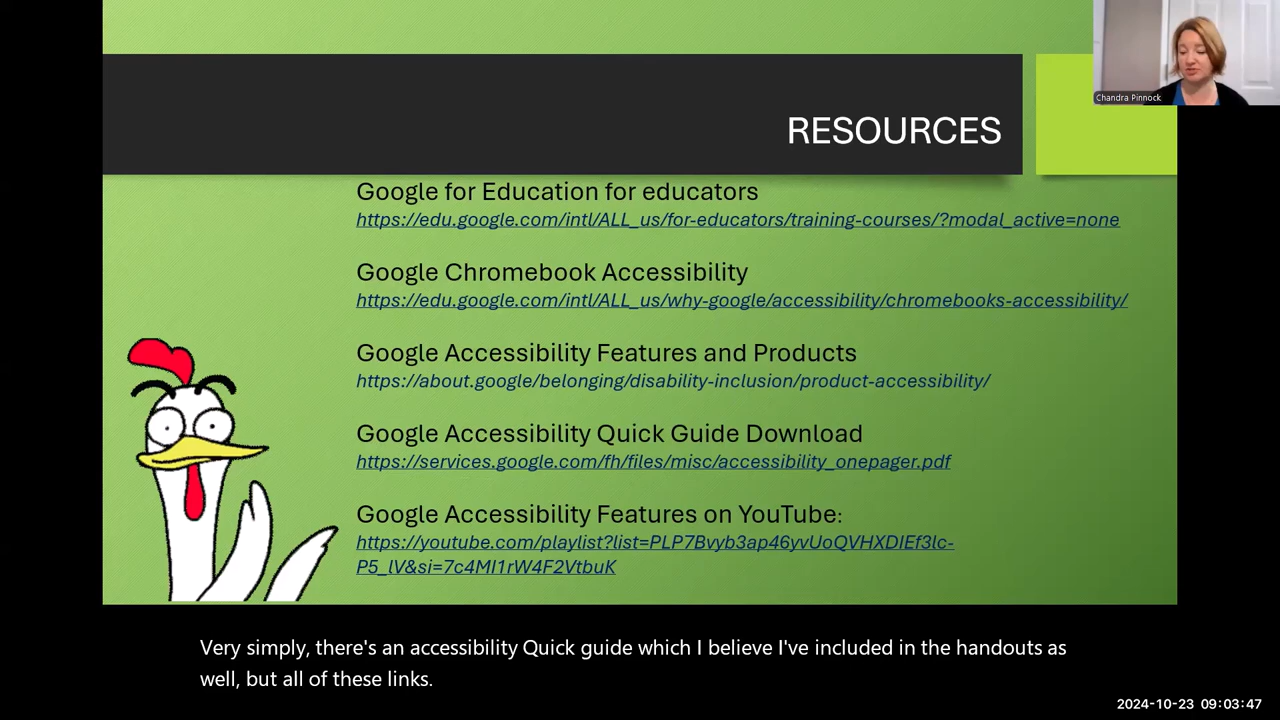 Chandra Pinnock
RESOURCES
Google for Education for educators
https://edu.google.com/intl/ALL_us/for-educators/training-courses/?modal_active=none
Google Chromebook Accessibility
https://edu.google.com/intl/ALL_us/why-google/accessibility/chromebooks-accessibility/
Google Accessibility Features and Products
https://about.google/belonging/disability-inclusion/product-accessibility/
Google Accessibility Quick Guide Download
https://services.google.com/fh/files/misc/accessibility_onepager.pdf
Google Accessibility Features on YouTube:
https://youtube.com/playlist?list=PLP7Bvyb3ap46yvUoQVHXDIEf3lc-
P5_lV&si=7c4MI1rW4F2VtbuK
Very simply, there's an accessibility Quick guide which I believe I've included in the handouts as
well, but all of these links.
2024-10-23 09:03:47